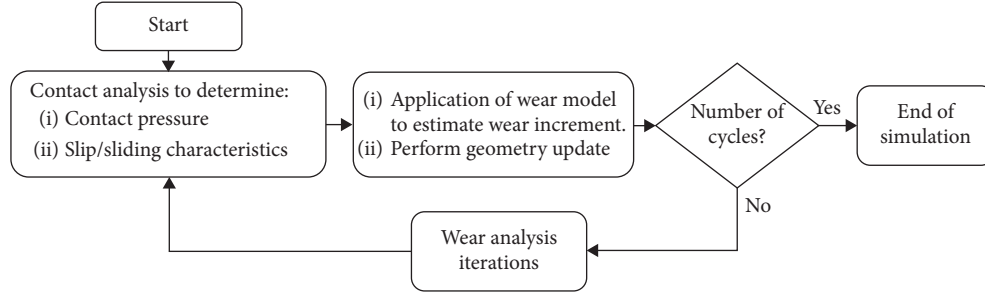 Start
Contact analysis to determine:
(i) Contact pressure
(ii) Slip/sliding characteristics
(i) Application of wear model
to estimate wear increment.
(ii) Perform geometry update
Number of
cycles?
Yes
End of
simulation
No
Wear analysis
iterations